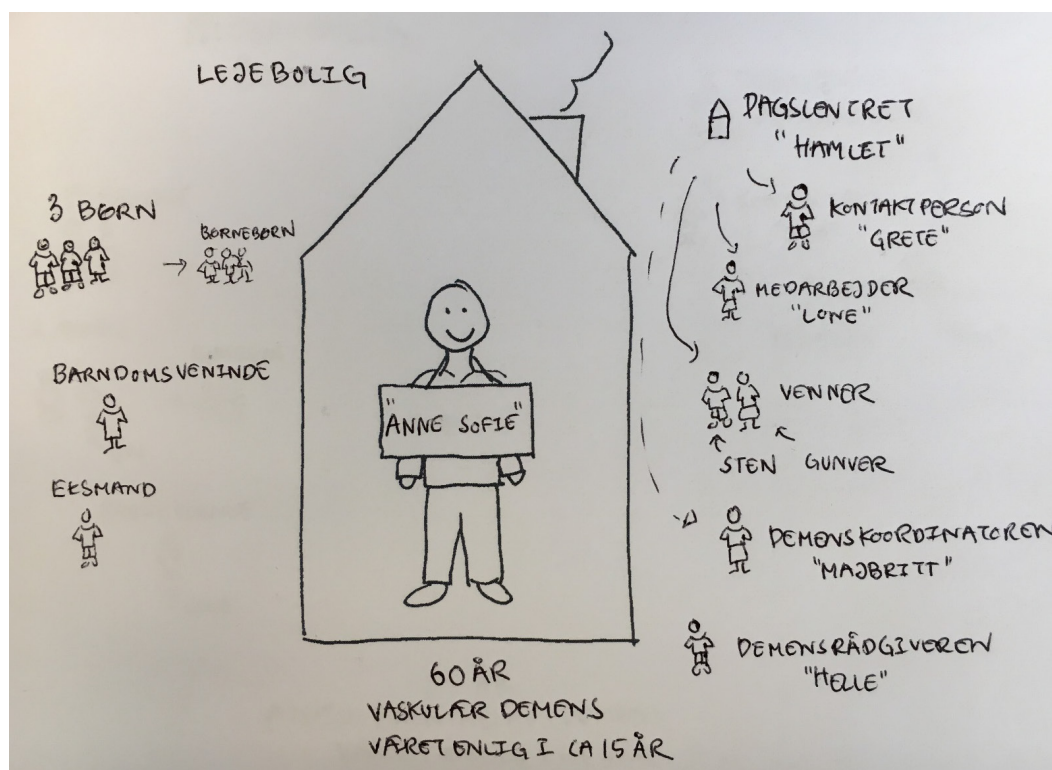 LEJEBOLIG
3 BØRN
BØRNEBØRN
BARNDOMSVENINDE
EKSMAND
"ANNE SOFIE"
60 ÅR
VASKULÆR DEMENS
VÆRET ENLIG I CA 15 ÅR
DAGSCENTRET
"HAMLET"
KONTAKTPERSON
"GRETE"
MEDARBEJDER
"LONE"
VENNER
STEN GUNVER
DEMENSKOORDINATOREN
"MAJBRITT"
DEMENSRÅDGIVEREN
"HELLE"